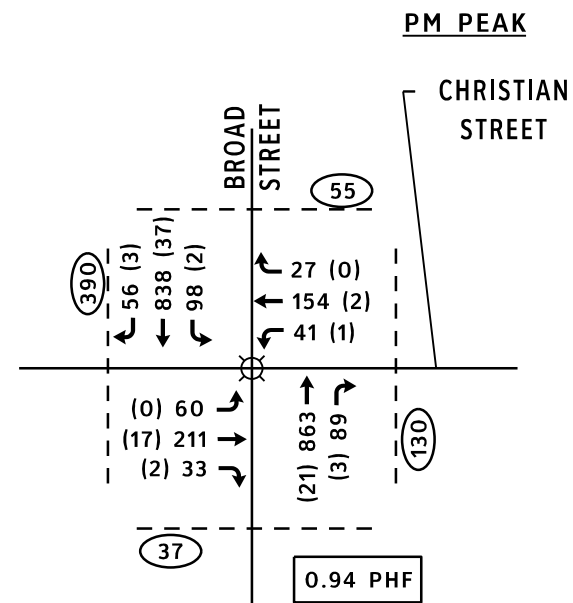 PM PEAK
CHRISTIAN
STREET
BROAD
STREET
55
390
56 (3)
838 (37)
98 (2)
27 (0)
154 (2)
41 (1)
(0) 60
(17) 211
(2) 33
(21) 863
(3) 89
130
37
0.94 PHF